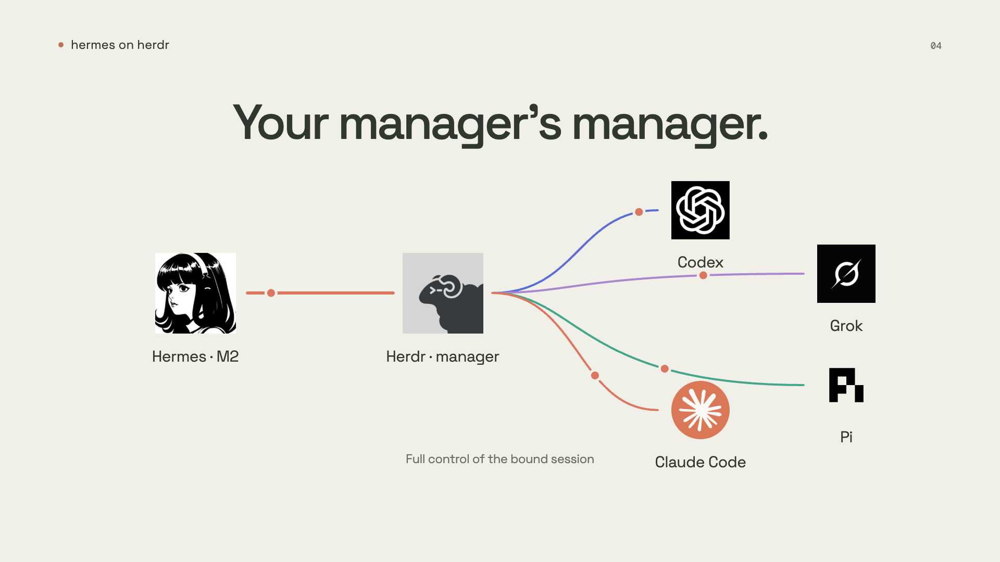 hermes on herdr
04
Your manager’s manager.
Codex
Grok
Hermes · M2
Herdr · manager
Pi
Full control of the bound session
Claude Code